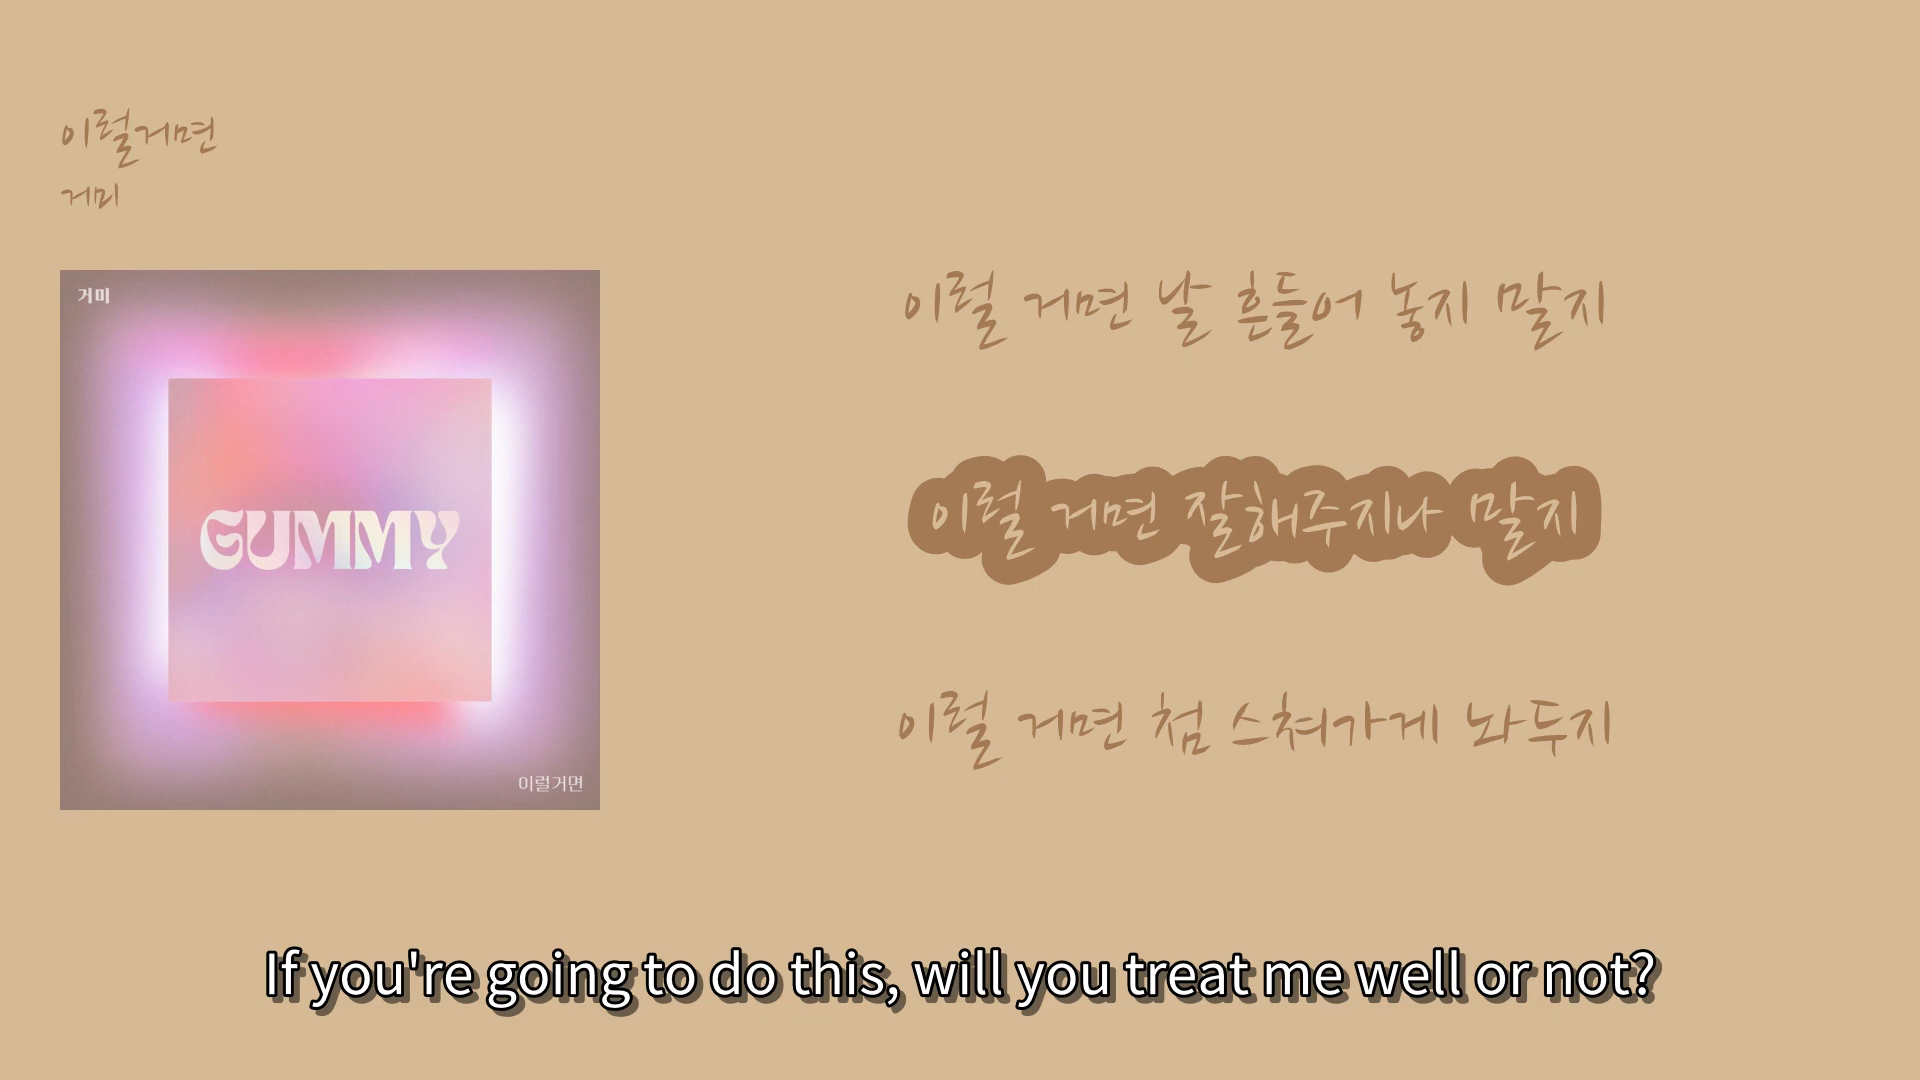 이럴거면
거미
거미
GUMMY
이럴거면
이럴 거면 날 흔들어 놓지 말지
이럴 거면 잘해주지나 말지
이럴 거면 첨 스쳐가게 놔두지
If you're going to do this, will you treat me well or not?